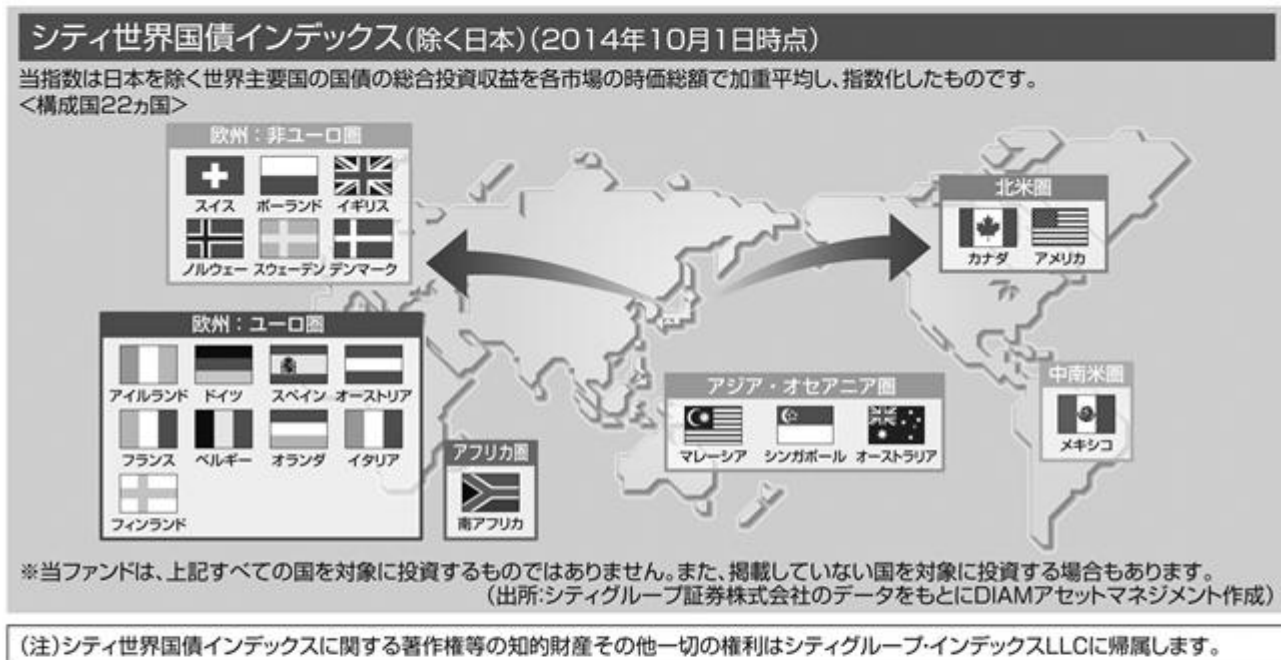 シティ世界国債インデックス(除く日本)(2014年10月1日時点)
当指数は日本を除く世界主要国の国債の総合投資収益を各市場の時価総額で加重平均し、指数化したものです。
<構成国22ヵ国>
欧州:非ユーロ圏
スイス ポーランド イギリス
ノルウェー スウェーデン デンマーク
北米圏
カナダ アメリカ
欧州:ユーロ圏
アイルランド ドイツ スペイン オーストリア
フランス ベルギー オランダ イタリア
フィンランド
アフリカ圏
南アフリカ
アジア・オセアニア圏
マレーシア シンガポール オーストラリア
中南米圏
メキシコ
※当ファンドは、上記すべての国を対象に投資するものではありません。また、掲載していない国を対象に投資する場合もあります。
(出所:シティグループ証券株式会社のデータをもとにDIAMアセットマネジメント作成)
(注)シティ世界国債インデックスに関する著作権等の知的財産その他一切の権利はシティグループ・インデックスLLCに帰属します。